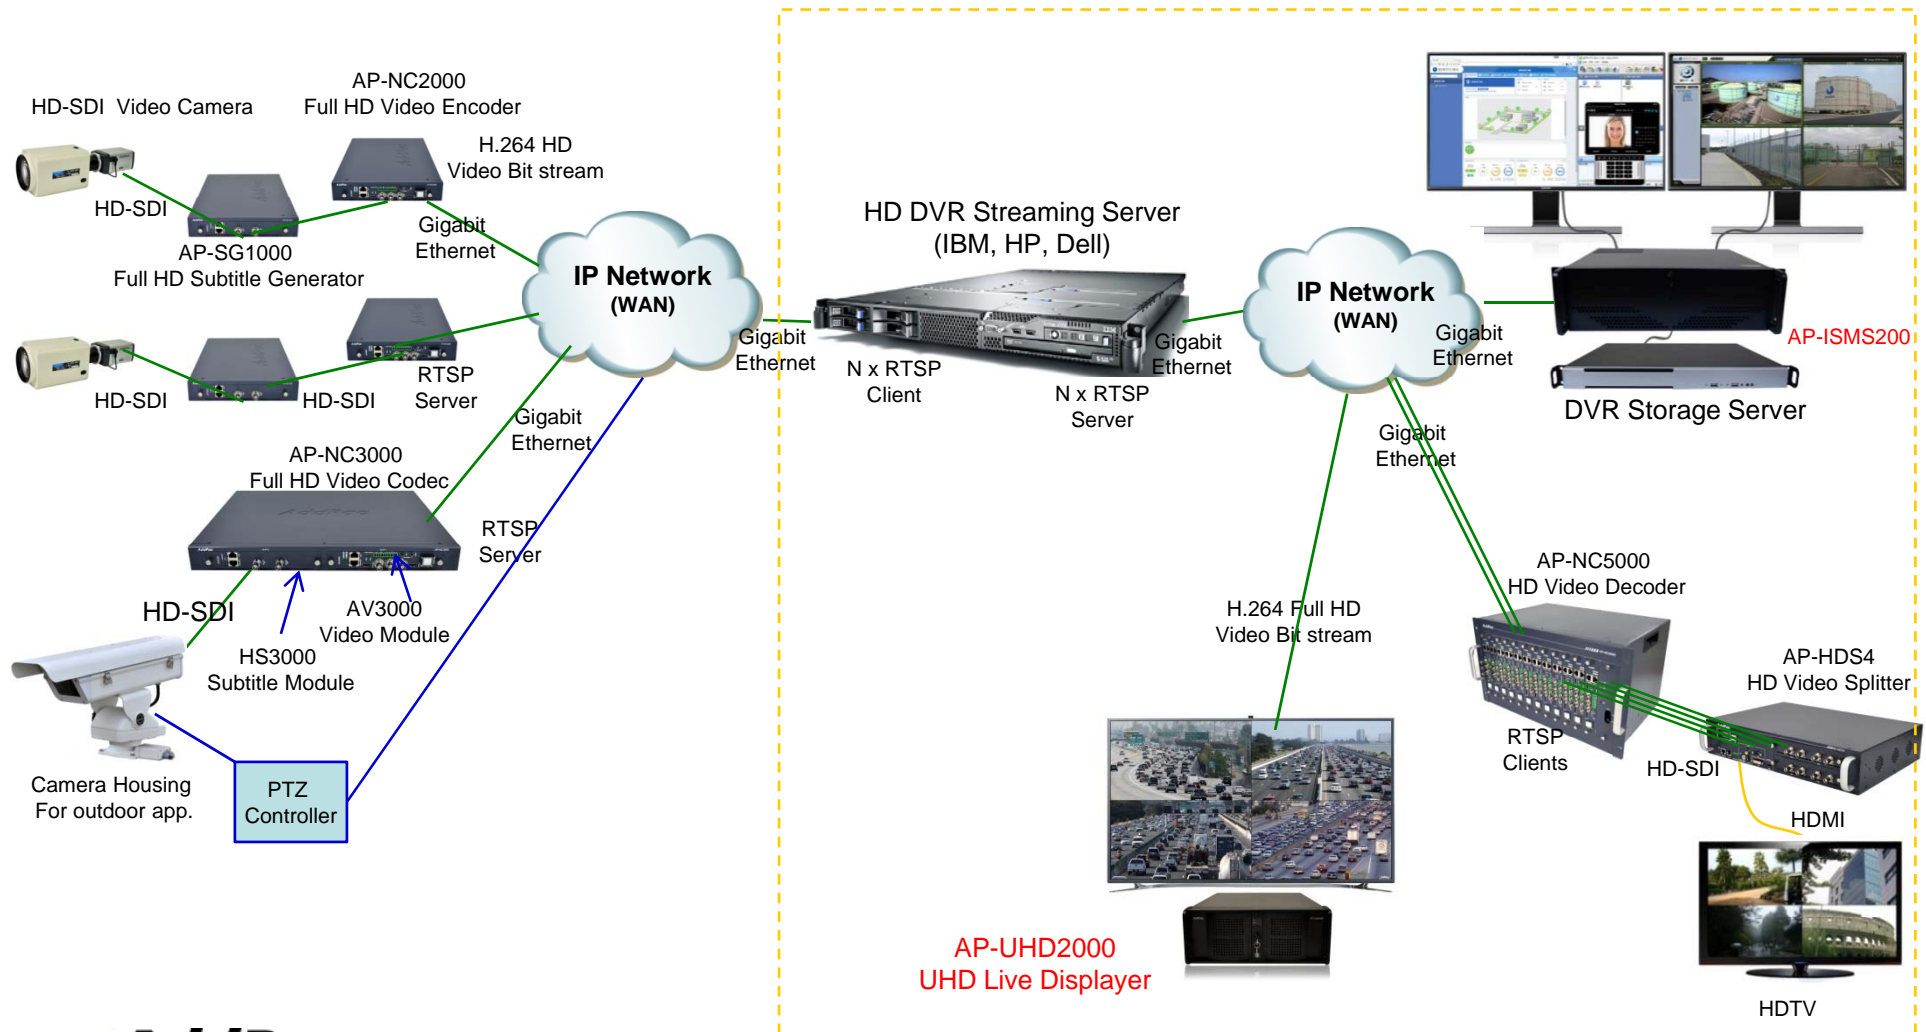 AP-NC2000
Full HD Video Encoder
HD-SDI  Video Camera
H.264 HD
Video Bit stream
HD-SDI
Gigabit
Ethernet
AP-SG1000
Full HD Subtitle Generator
IP Network
(WAN)
HD DVR Streaming Server
(IBM, HP, Dell)
IP Network
(WAN)
Gigabit
Ethernet
Gigabit
Ethernet
Gigabit
Ethernet
AP-ISMS200
N x RTSP
Client
N x RTSP
Server
DVR Storage Server
HD-SDI
HD-SDI
RTSP
Server
Gigabit
Ethernet
Gigabit
Ethernet
AP-NC3000
Full HD Video Codec
RTSP
Server
HD-SDI
AV3000
Video Module
HS3000
Subtitle Module
H.264 Full HD
Video Bit stream
AP-NC5000
HD Video Decoder
AP-HDS4
HD Video Splitter
RTSP
Clients
HD-SDI
Camera Housing
For outdoor app.
PTZ
Controller
HDMI
AP-UHD2000
UHD Live Displayer
HDTV